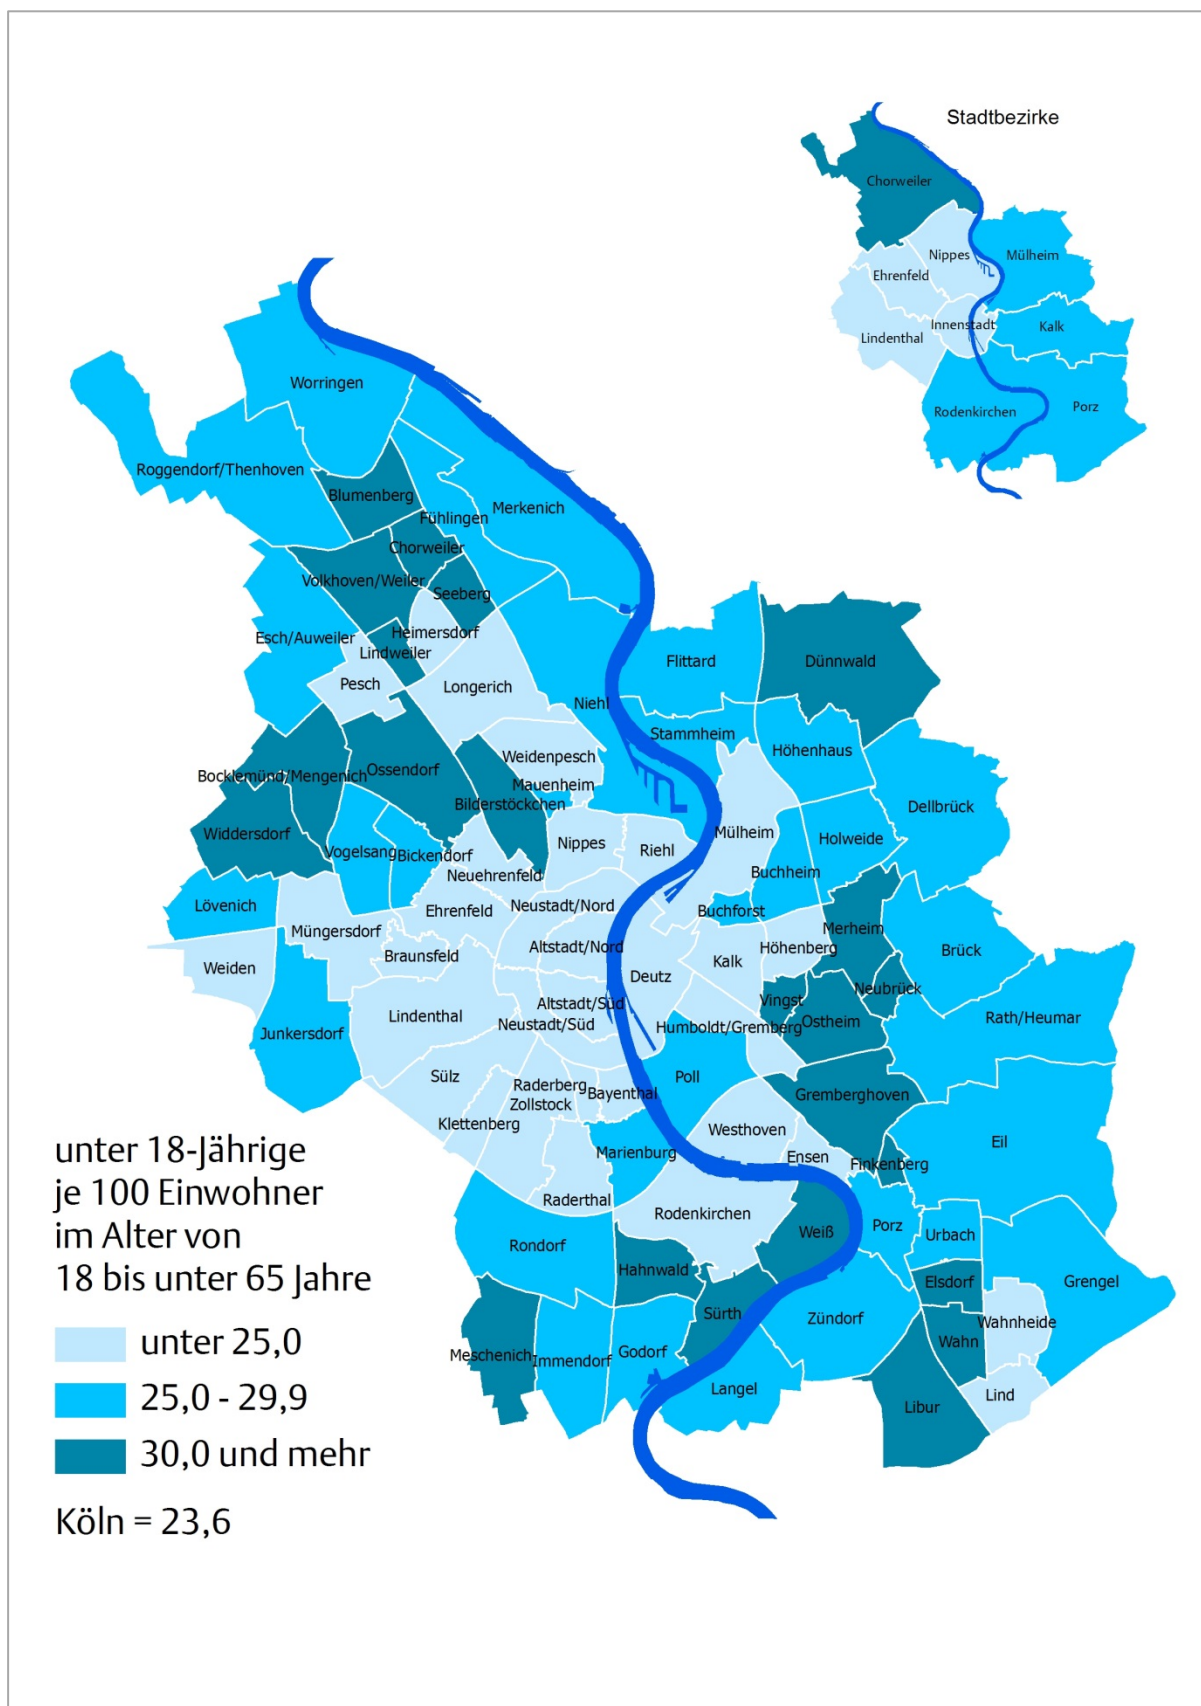 Stadtbezirke
Chorweiler
Nippes
Mülheim
Ehrenfeld
Innenstadt
Kalk
Lindenthal
Rodenkirchen
Porz
Worringen
Roggendorf/Thenhoven
Blumenberg
Merkenich
Fühlingen
Chorweiler
Volkhoven/Weiler
Seeberg
Heimersdorf
Esch/Auweiler
Lindweiler
Pesch
Longerich
Flittard
Dünnwald
Niehl
Stammheim
Höhenhaus
Weidenpesch
Bocklemünd/Mengenich
Ossendorf
Mauenheim
Bilderstöckchen
Dellbrück
Widdersdorf
Mülheim
Holweide
Vogelsang
Bickendorf
Nippes
Riehl
Neuehrenfeld
Buchheim
Lövenich
Ehrenfeld
Neustadt/Nord
Buchforst
Müngersdorf
Merheim
Altstadt/Nord
Höhenberg
Brück
Braunsfeld
Weiden
Kalk
Deutz
Neubrück
Vingst
Altstadt/Süd
Lindenthal
Neustadt/Süd
Ostheim
Rath/Heumar
Humboldt/Gremberg
Junkersdorf
Sülz
Poll
Raderberg
Bayenthal
Gremberghoven
Zollstock
Klettenberg
Westhoven
Eil
Marienburg
Ensen
Finkenberg
Raderthal
Rodenkirchen
Porz
Weiß
Urbach
Rondorf
Hahnwald
Elsdorf
Grengel
Sürth
Zündorf
Wahnheide
Wahn
Meschenich
Immendorf
Godorf
Langel
Lind
Libur
unter 18-Jährige
je 100 Einwohner
im Alter von
18 bis unter 65 Jahre
unter 25,0
25,0 - 29,9
30,0 und mehr
Köln = 23,6